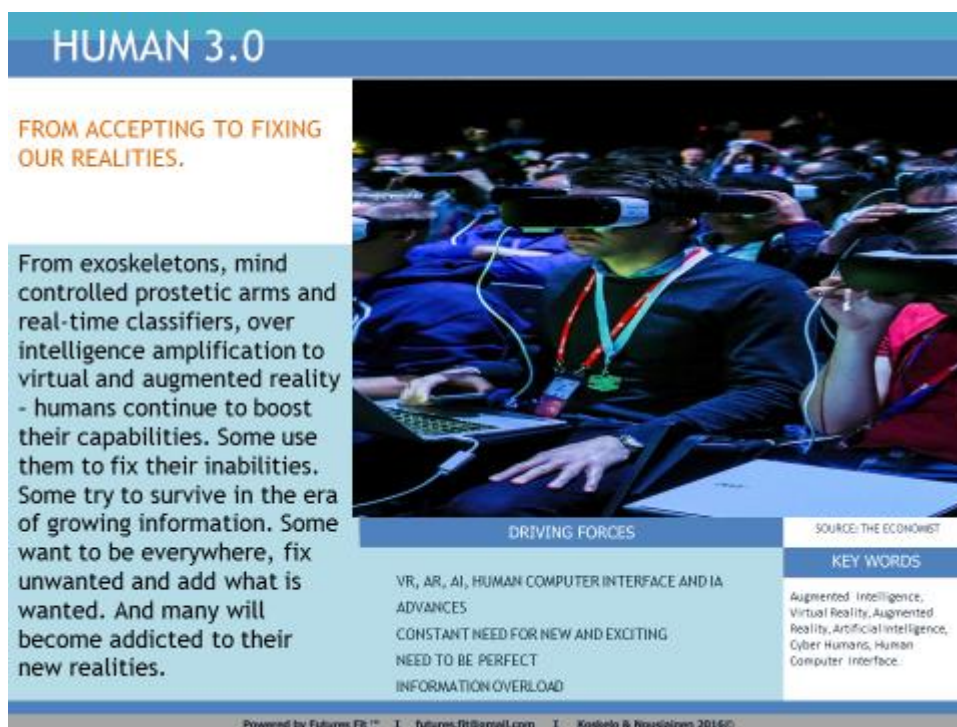 HUMAN 3.0
FROM ACCEPTING TO FIXING
OUR REALITIES.
From exoskeletons, mind
controlled prostetic arms and
real-time classifiers, over
intelligence amplification to
virtual and augmented reality
- humans continue to boost
their capabilities. Some use
them to fix their inabilities.
Some try to survive in the era
of growing information. Some
want to be everywhere, fix
unwanted and add what is
wanted. And many will
become addicted to their
new realities.
DRIVING FORCES
VR, AR, AI, HUMAN COMPUTER INTERFACE AND IA
ADVANCES
CONSTANT NEED FOR NEW AND EXCITING
NEED TO BE PERFECT
INFORMATION OVERLOAD
SOURCE: THE ECONOMIST
KEY WORDS
Augmented Intelligence,
Virtual Reality, Augmented
Reality, Artificial Intelligence,
Cyber Humans, Human
Computer Interface.
Powered by Futures Fit ™ I futures.fit@gmail.com I Koskelo & Nousiainen 2016©